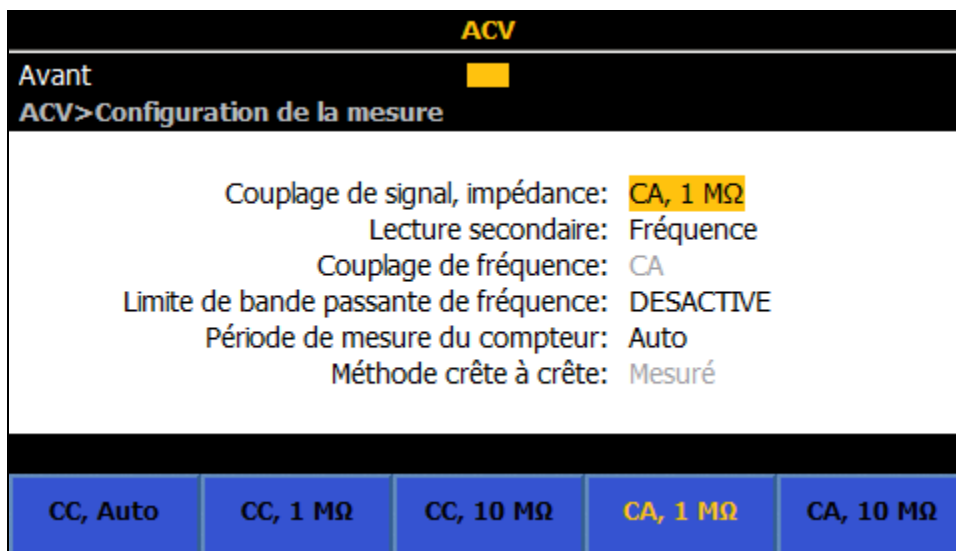 ACV
Avant
ACV>Configuration de la mesure
Couplage de signal, impédance: CA, 1 MΩ
Lecture secondaire: Fréquence
Couplage de fréquence: CA
Limite de bande passante de fréquence: DESACTIVE
Période de mesure du compteur: Auto
Méthode crête à crête: Mesuré
CC, Auto CC, 1 MΩ CC, 10 MΩ CA, 1 MΩ CA, 10 MΩ